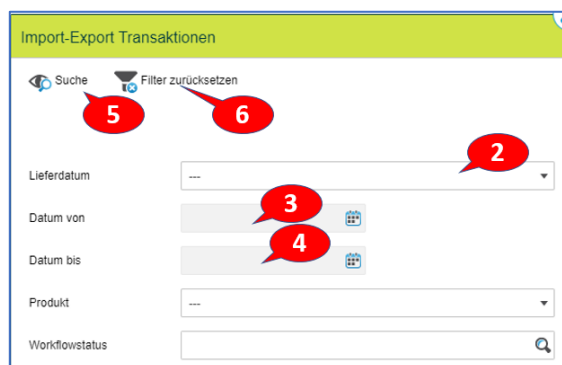 Import-Export Transaktionen
Suche Filter zurücksetzen
5 6
2
Lieferdatum ---
3
Datum von
4
Datum bis
Produkt ---
Workflowstatus